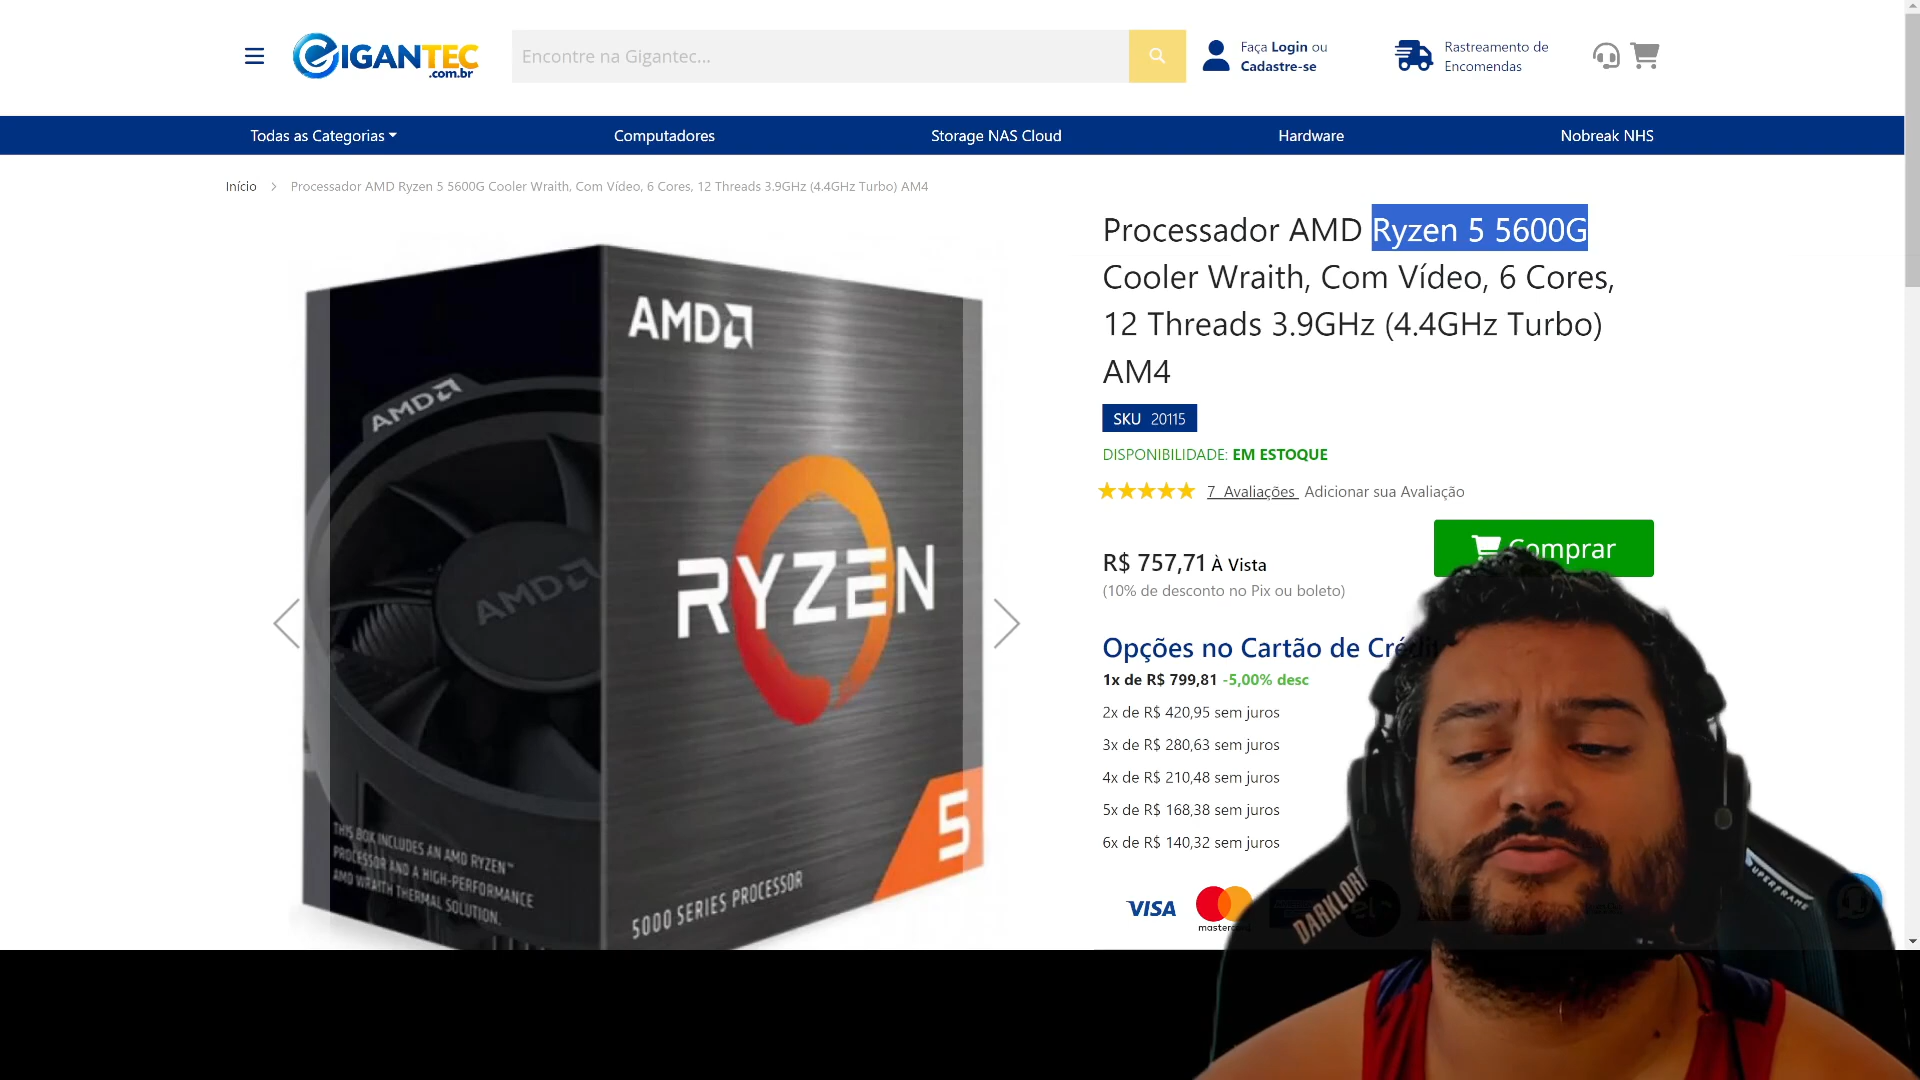 GIGANTEC
.com.br
Encontre na Gigantec...
Faça Login ou
Cadastre-se
Rastreamento de
Encomendas
Todas as Categorias
Computadores
Storage NAS Cloud
Hardware
Nobreak NHS
Início
Processador AMD Ryzen 5 5600G Cooler Wraith, Com Vídeo, 6 Cores, 12 Threads 3.9GHz (4.4GHz Turbo) AM4
Processador AMD Ryzen 5 5600G
Cooler Wraith, Com Vídeo, 6 Cores,
12 Threads 3.9GHz (4.4GHz Turbo)
AM4
SKU 20115
DISPONIBILIDADE: EM ESTOQUE
7 Avaliações Adicionar sua Avaliação
R$ 757,71 À Vista
(10% de desconto no Pix ou boleto)
Comprar
Opções no Cartão de Crédit
1x de R$ 799,81 -5,00% desc
2x de R$ 420,95 sem juros
3x de R$ 280,63 sem juros
4x de R$ 210,48 sem juros
5x de R$ 168,38 sem juros
6x de R$ 140,32 sem juros
VISA
elo
AMD
AMD
AMD
RYZEN
5
THIS BOX INCLUDES AN AMD RYZEN™
PROCESSOR AND A HIGH-PERFORMANCE
AMD WRAITH THERMAL SOLUTION.
5000 SERIES PROCESSOR
SUPERFRAME